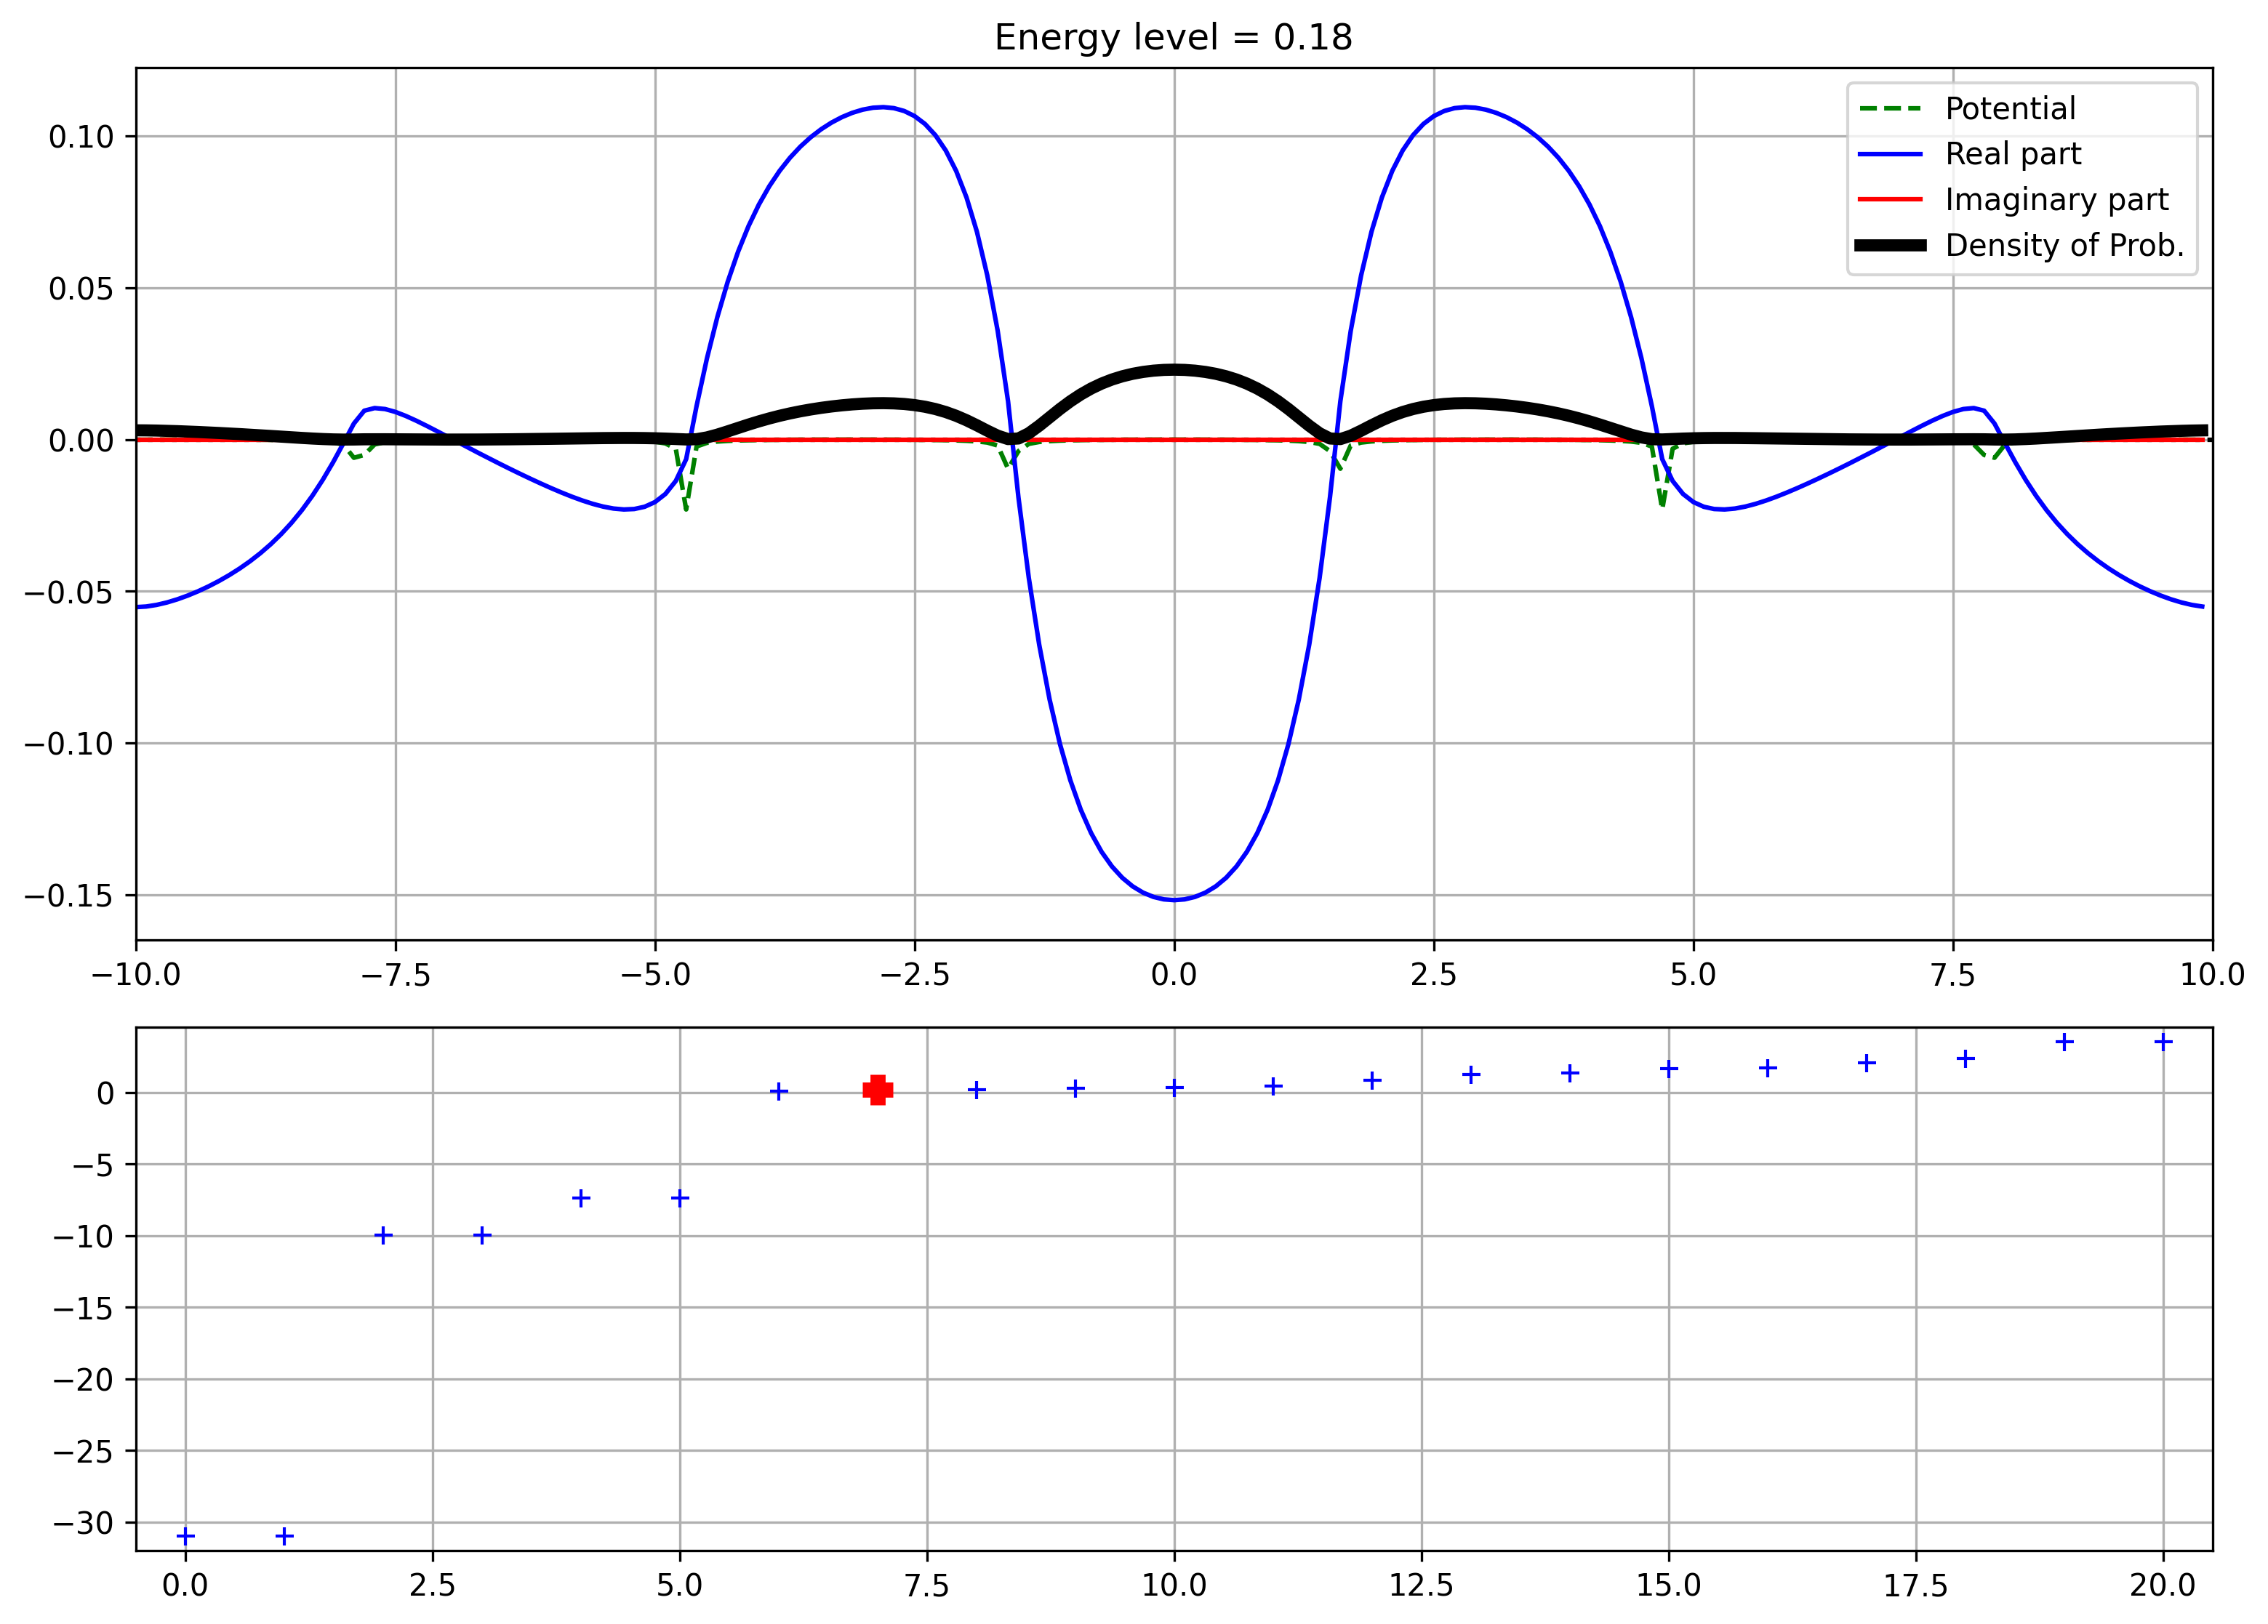 Energy level = 0.18
Potential
Real part
Imaginary part
Density of Prob.
0.10
0.05
0.00
−0.05
−0.10
−0.15
−10.0 −7.5 −5.0 −2.5 0.0 2.5 5.0 7.5 10.0
0
−5
−10
−15
−20
−25
−30
0.0 2.5 5.0 7.5 10.0 12.5 15.0 17.5 20.0